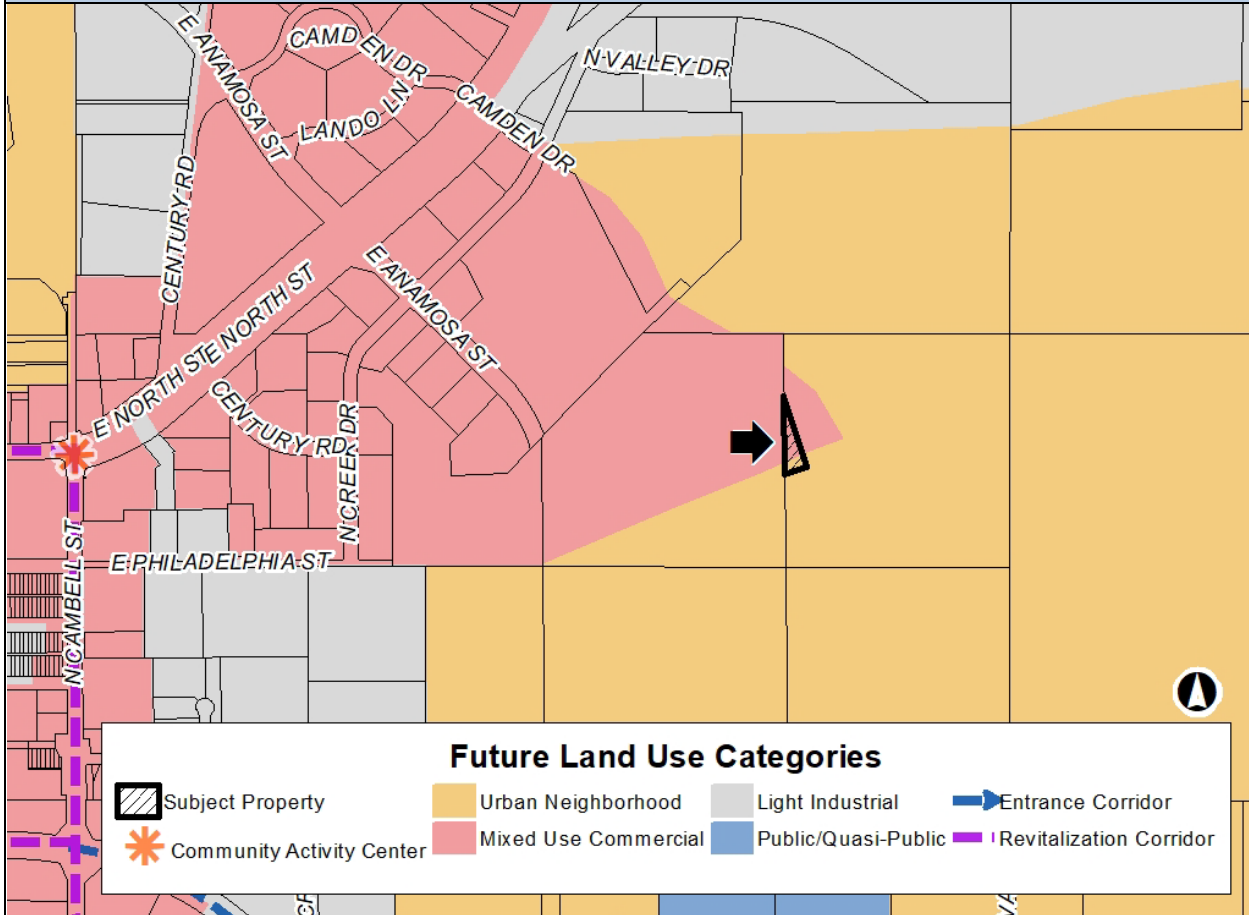 E ANAMOSA ST
CAMDEN DR
N VALLEY DR
LANDO LN
CAMDEN DR
CENTURY RD
E ANAMOSA ST
E NORTH ST
E NORTH ST
CENTURY RD
N CREEK DR
N CAMBELL ST
E PHILADELPHIA ST
Future Land Use Categories
Subject Property
Urban Neighborhood
Light Industrial
Entrance Corridor
Community Activity Center
Mixed Use Commercial
Public/Quasi-Public
Revitalization Corridor